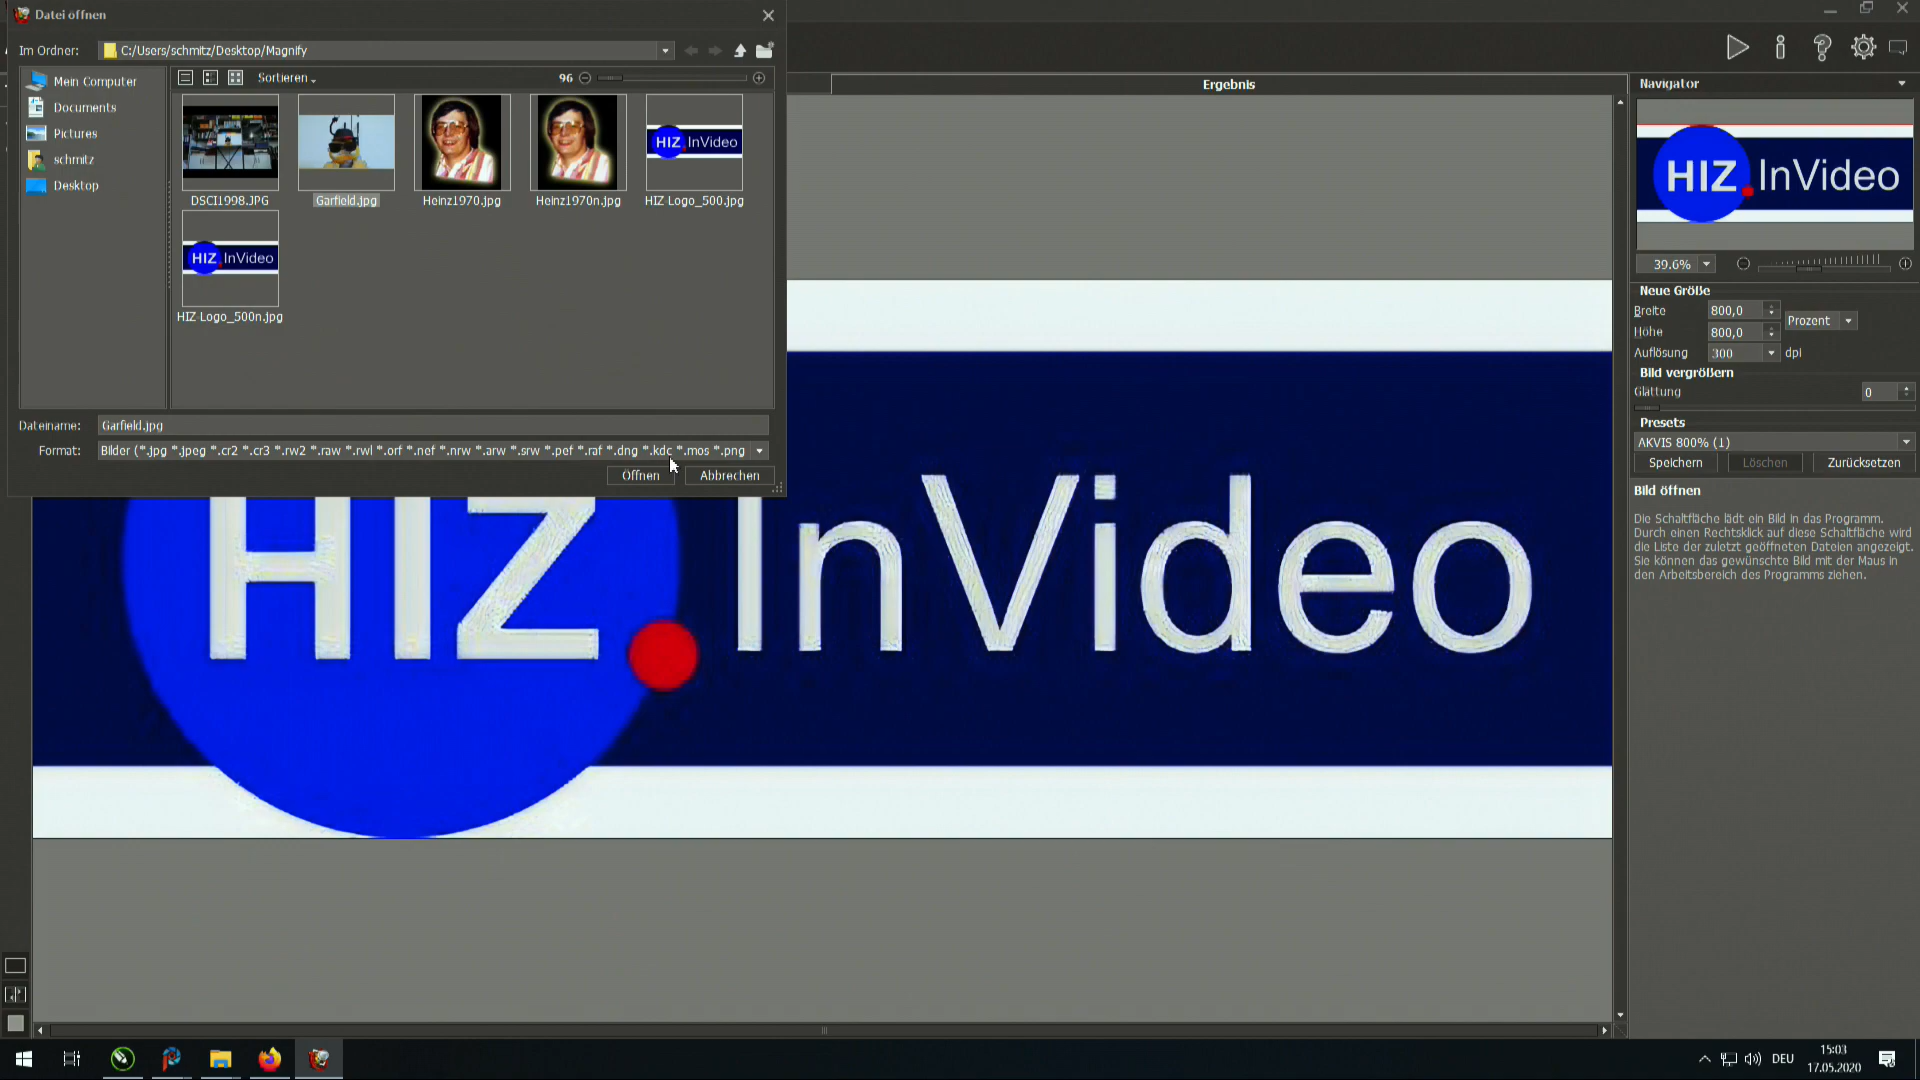 Datei öffnen
Im Ordner: C:/Users/schmitz/Desktop/Magnify
Mein Computer
Documents
Pictures
schmitz
Desktop
Sortieren
96
DSCI1998.JPG
Garfield.jpg
Heinz1970.jpg
Heinz1970n.jpg
HIZ InVideo
HIZ-Logo_500.jpg
HIZ InVideo
HIZ-Logo_500n.jpg
Dateiname: Garfield.jpg
Format: Bilder (*.jpg *.jpeg *.cr2 *.cr3 *.rw2 *.raw *.rwl *.orf *.nef *.nrw *.arw *.srw *.pef *.raf *.dng *.kdc *.mos *.png
Öffnen Abbrechen
Ergebnis
HIZ. InVideo
Navigator
HIZ. InVideo
39.6%
Neue Größe
Breite 800,0
Prozent
Höhe 800,0
Auflösung 300 dpi
Bild vergrößern
Glättung 0
Presets
AKVIS 800% (1)
Speichern Löschen Zurücksetzen
Bild öffnen
Die Schaltfläche lädt ein Bild in das Programm.
Durch einen Rechtsklick auf diese Schaltfläche wird
die Liste der zuletzt geöffneten Dateien angezeigt.
Sie können das gewünschte Bild mit der Maus in
den Arbeitsbereich des Programms ziehen.
DEU
15:03
17.05.2020